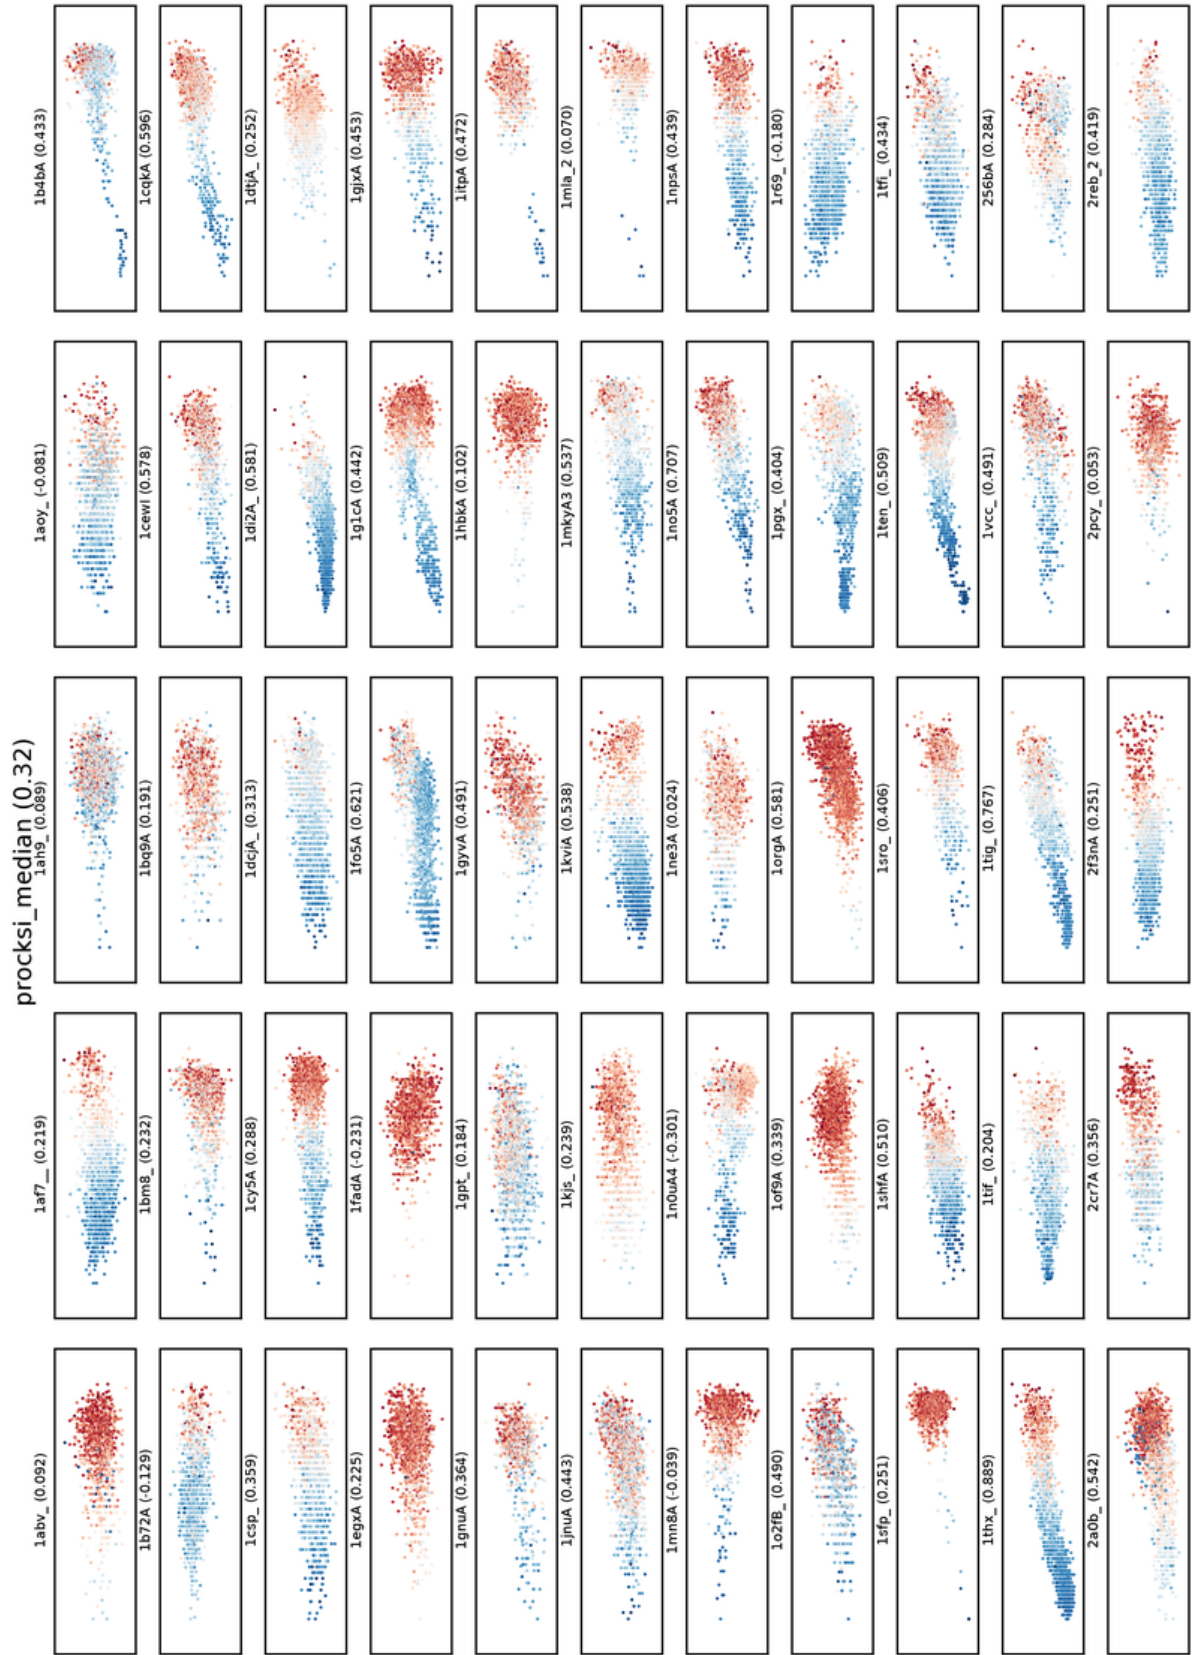 procksi_median (0.32)
1abv_ (0.092)
1af7__ (0.219)
1ah9_ (0.089)
1aoy_ (-0.081)
1b4bA (0.433)
1b72A (-0.129)
1bm8_ (0.232)
1bq9A (0.191)
1cewI (0.578)
1cqkA (0.596)
1csp_ (0.359)
1cy5A (0.288)
1dcjA_ (0.313)
1di2A_ (0.581)
1dtjA_ (0.252)
1egxA (0.225)
1fadA (-0.231)
1fo5A (0.621)
1g1cA (0.442)
1gjxA (0.453)
1gnuA (0.364)
1gpt_ (0.184)
1gyvA (0.491)
1hbkA (0.102)
1itpA (0.472)
1jnuA (0.443)
1kjs_ (0.239)
1kviA (0.538)
1mkyA3 (0.537)
1mla_2 (0.070)
1mn8A (-0.039)
1n0uA4 (-0.301)
1ne3A (0.024)
1no5A (0.707)
1npsA (0.439)
1o2fB_ (0.490)
1of9A (0.339)
1orgA (0.581)
1pgx_ (0.404)
1r69_ (-0.180)
1sfp_ (0.251)
1shfA (0.510)
1sro_ (0.406)
1ten_ (0.509)
1tfi_ (0.434)
1thx_ (0.889)
1tif_ (0.204)
1tig_ (0.767)
1vcc_ (0.491)
256bA (0.284)
2a0b_ (0.542)
2cr7A (0.356)
2f3nA (0.251)
2pcy_ (0.053)
2reb_2 (0.419)